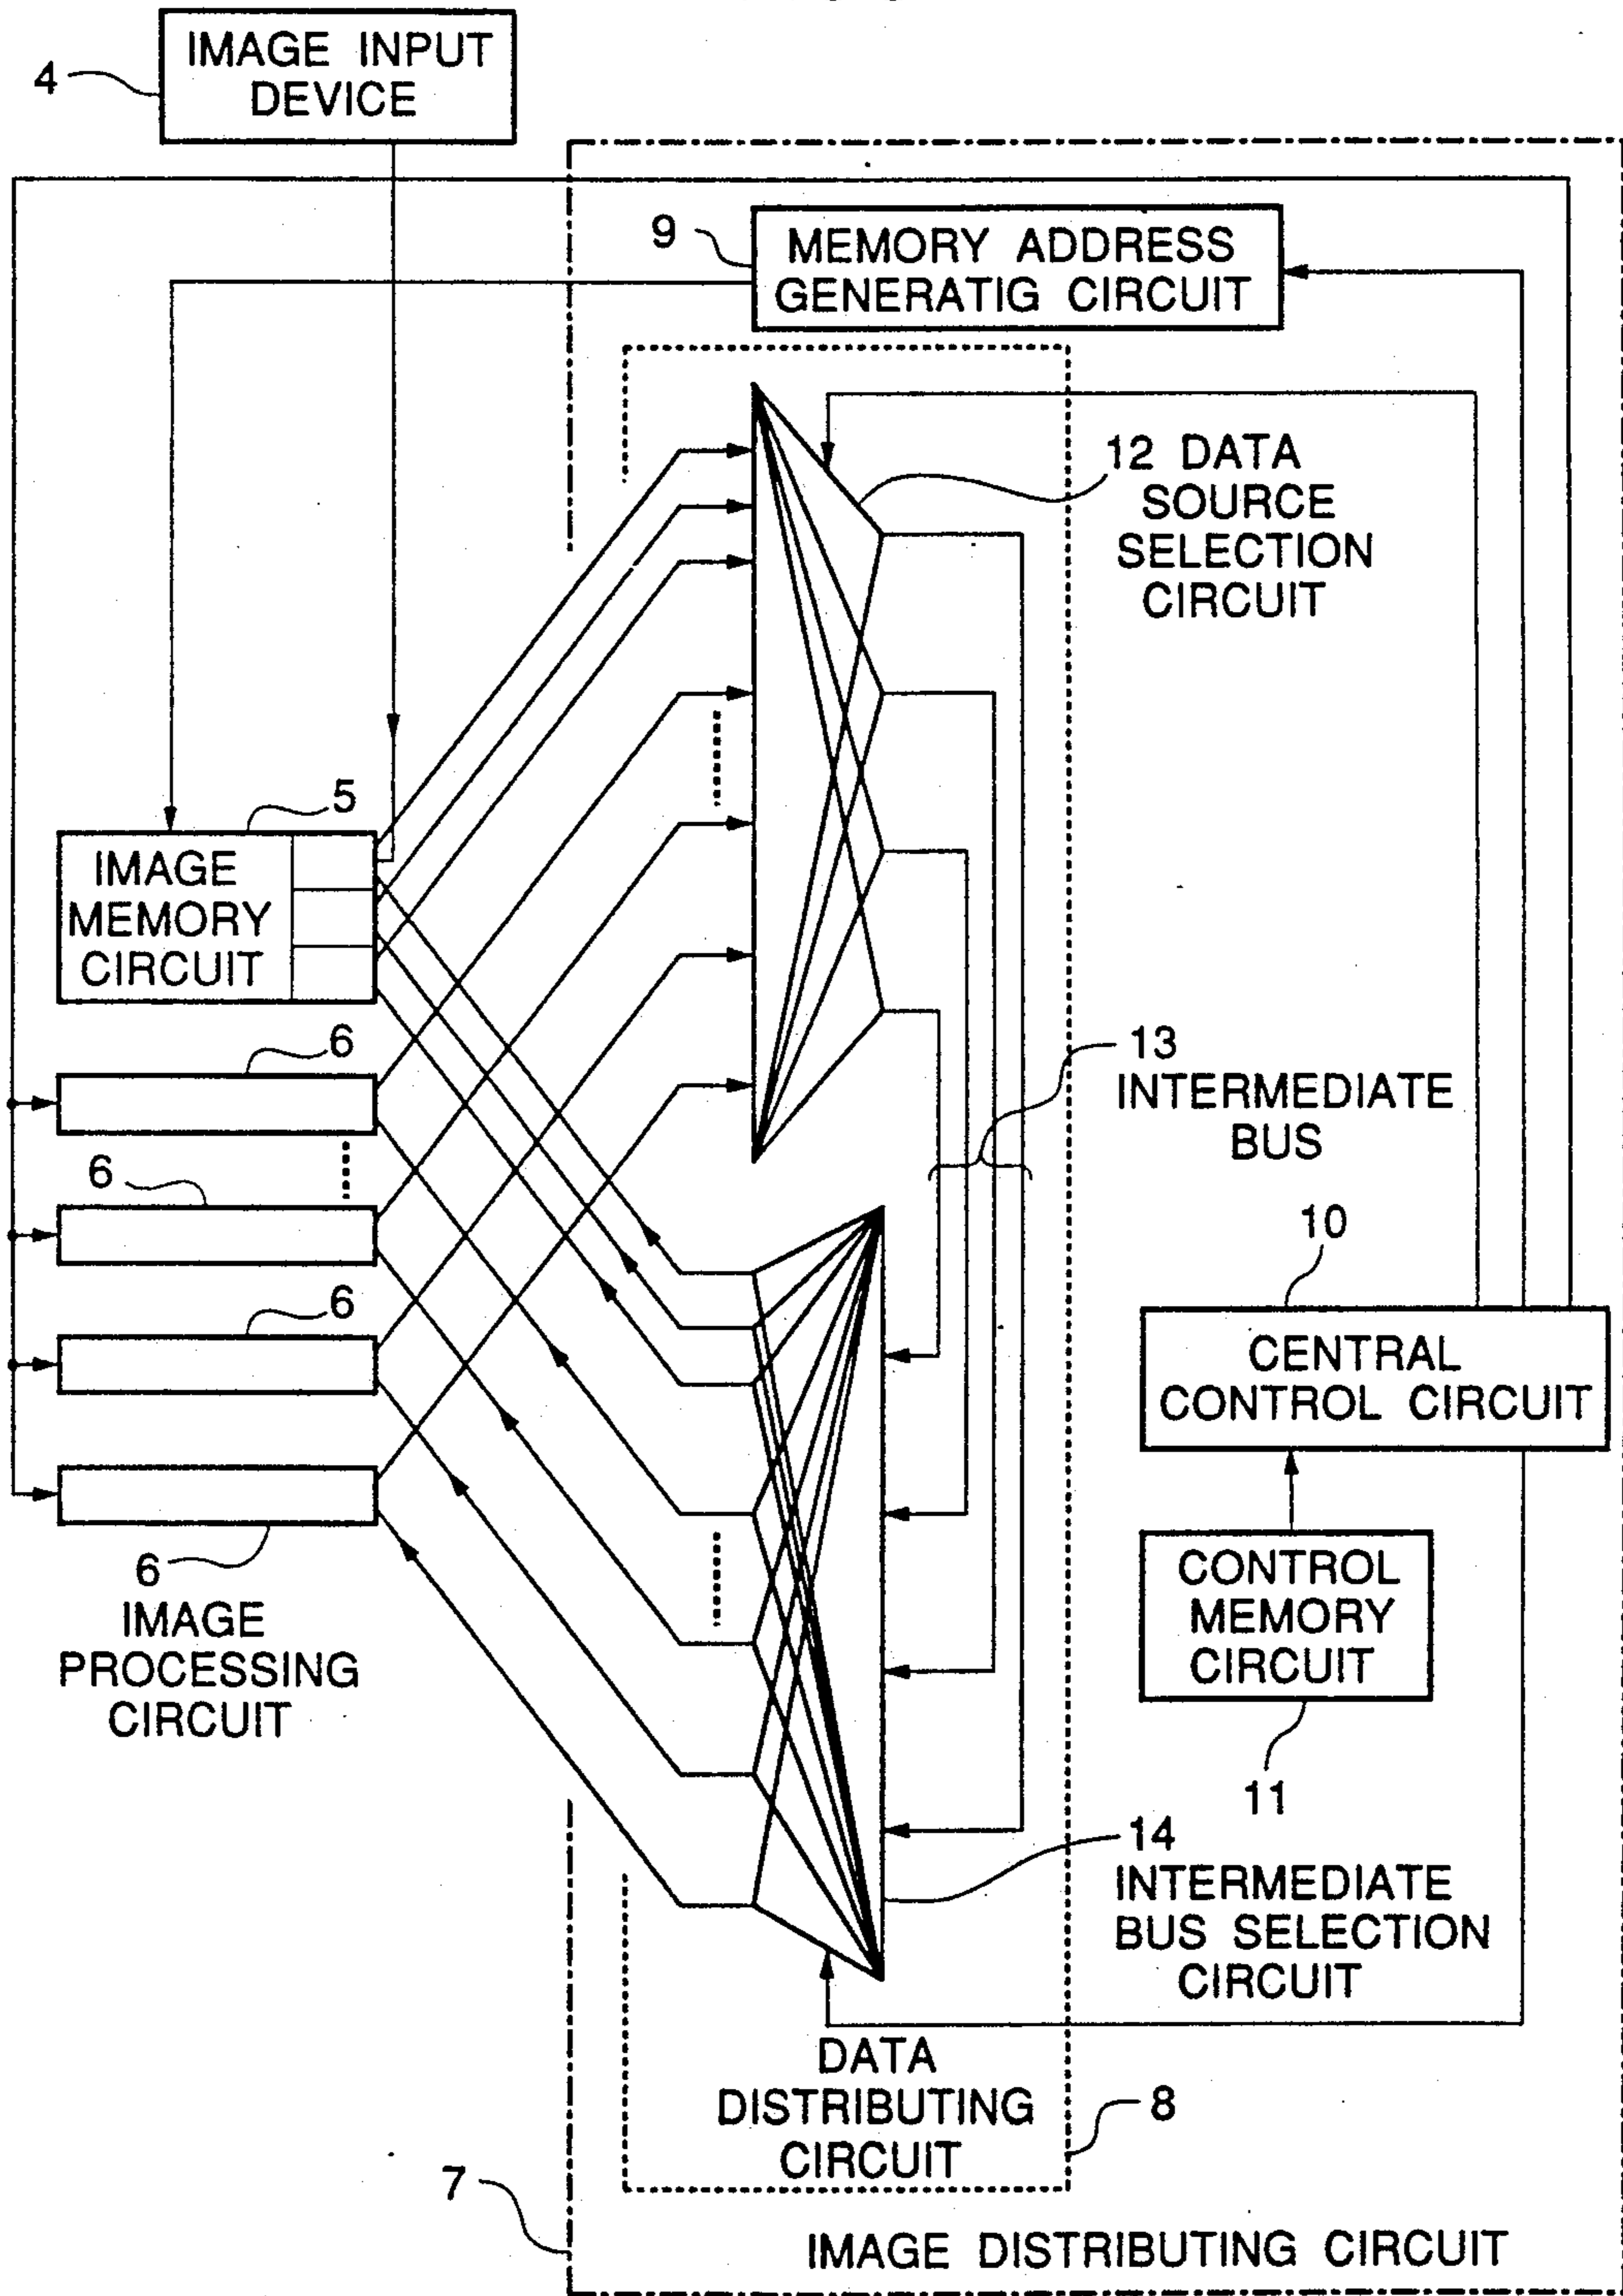 IMAGE INPUT
DEVICE
4
9
MEMORY ADDRESS
GENERATIG CIRCUIT
12 DATA
SOURCE
SELECTION
CIRCUIT
5
IMAGE
MEMORY
CIRCUIT
6
6
6
6
IMAGE
PROCESSING
CIRCUIT
13
INTERMEDIATE
BUS
10
CENTRAL
CONTROL CIRCUIT
CONTROL
MEMORY
CIRCUIT
11
14
INTERMEDIATE
BUS SELECTION
CIRCUIT
DATA
DISTRIBUTING
CIRCUIT
8
7
IMAGE DISTRIBUTING CIRCUIT